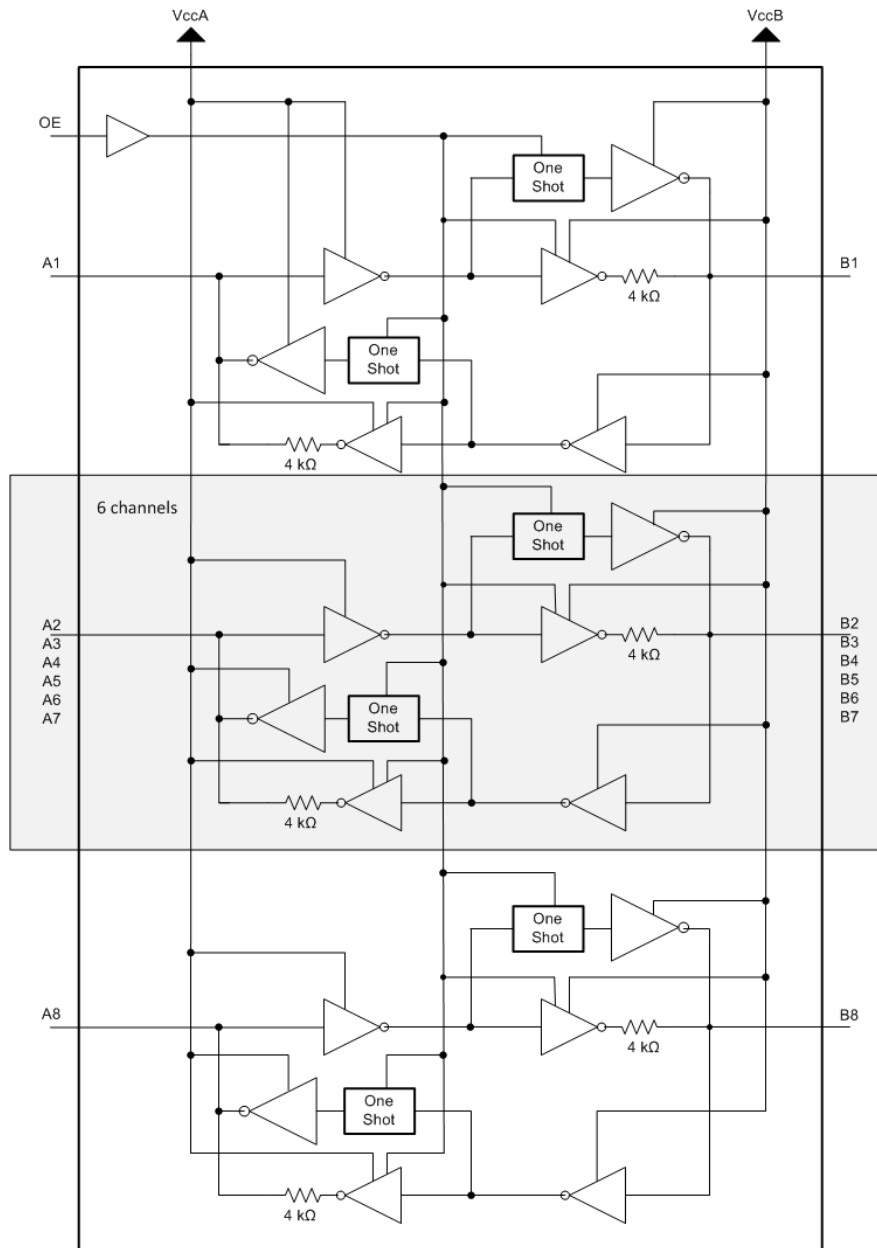 VccA
VccB
OE
One
Shot
A1
B1
4 kΩ
One
Shot
4 kΩ
6 channels
One
Shot
A2
A3
A4
A5
A6
A7
B2
B3
B4
B5
B6
B7
4 kΩ
One
Shot
4 kΩ
One
Shot
A8
B8
4 kΩ
One
Shot
4 kΩ